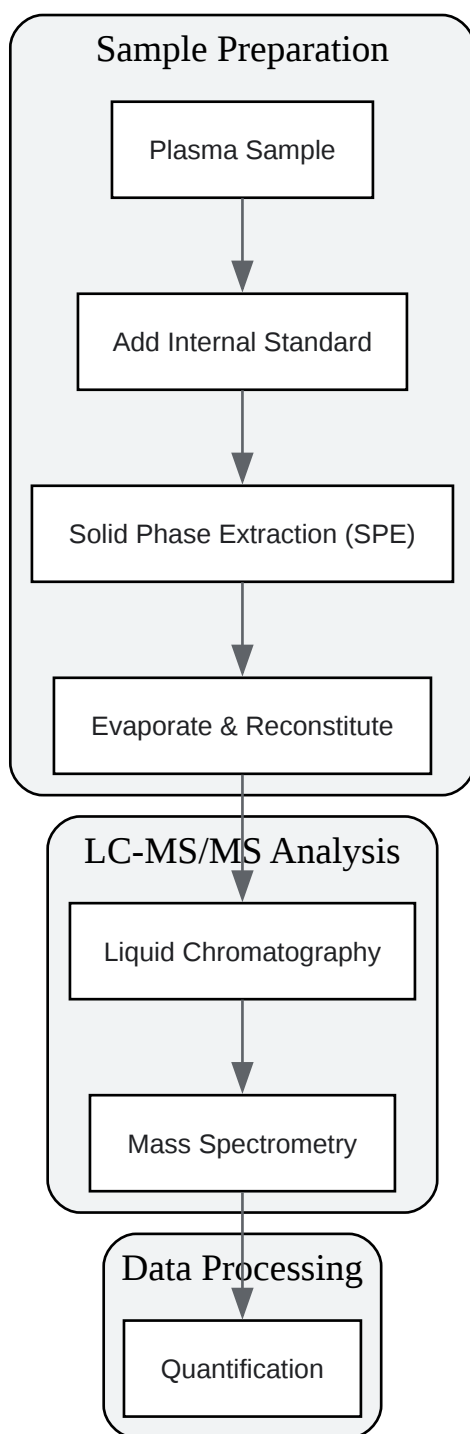 Sample Preparation
Plasma Sample
Add Internal Standard
Solid Phase Extraction (SPE)
Evaporate & Reconstitute
LC-MS/MS Analysis
Liquid Chromatography
Mass Spectrometry
Data Processing
Quantification